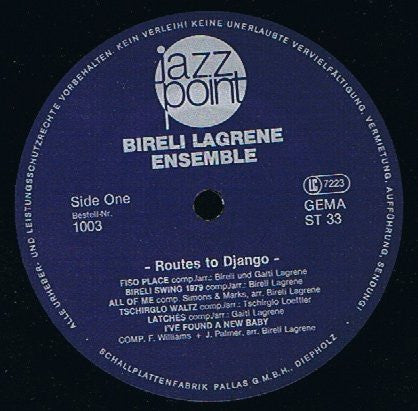 ALLE URHEBER- UND LEISTUNGSSCHUTZRECHTE VORBEHALTEN. KEIN VERLEIH! KEINE UNERLAUBTE VERVIELFÄLTIGUNG, VERMIETUNG, AUFFÜHRUNG, SENDUNG!
jazz
point
BIRELI LAGRENE
ENSEMBLE
Side One
Bestell-Nr.
1003
LC 7223
GEMA
ST 33
- Routes to Django -
FISO PLACE comp./arr.: Bireli und Gaiti Lagrene
BIRELI SWING 1979 comp./arr.: Bireli Lagrene
ALL OF ME comp. Simons & Marks, arr. Bireli Lagrene
TSCHIRGLO WALTZ comp./arr.: Tschirglo Loeffler
LATCHES comp./arr.: Gaiti Lagrene
I'VE FOUND A NEW BABY
COMP. F. Williams + J. Palmer, arr. Bireli Lagrene
SCHALLPLATTENFABRIK PALLAS G.M.B.H., DIEPHOLZ